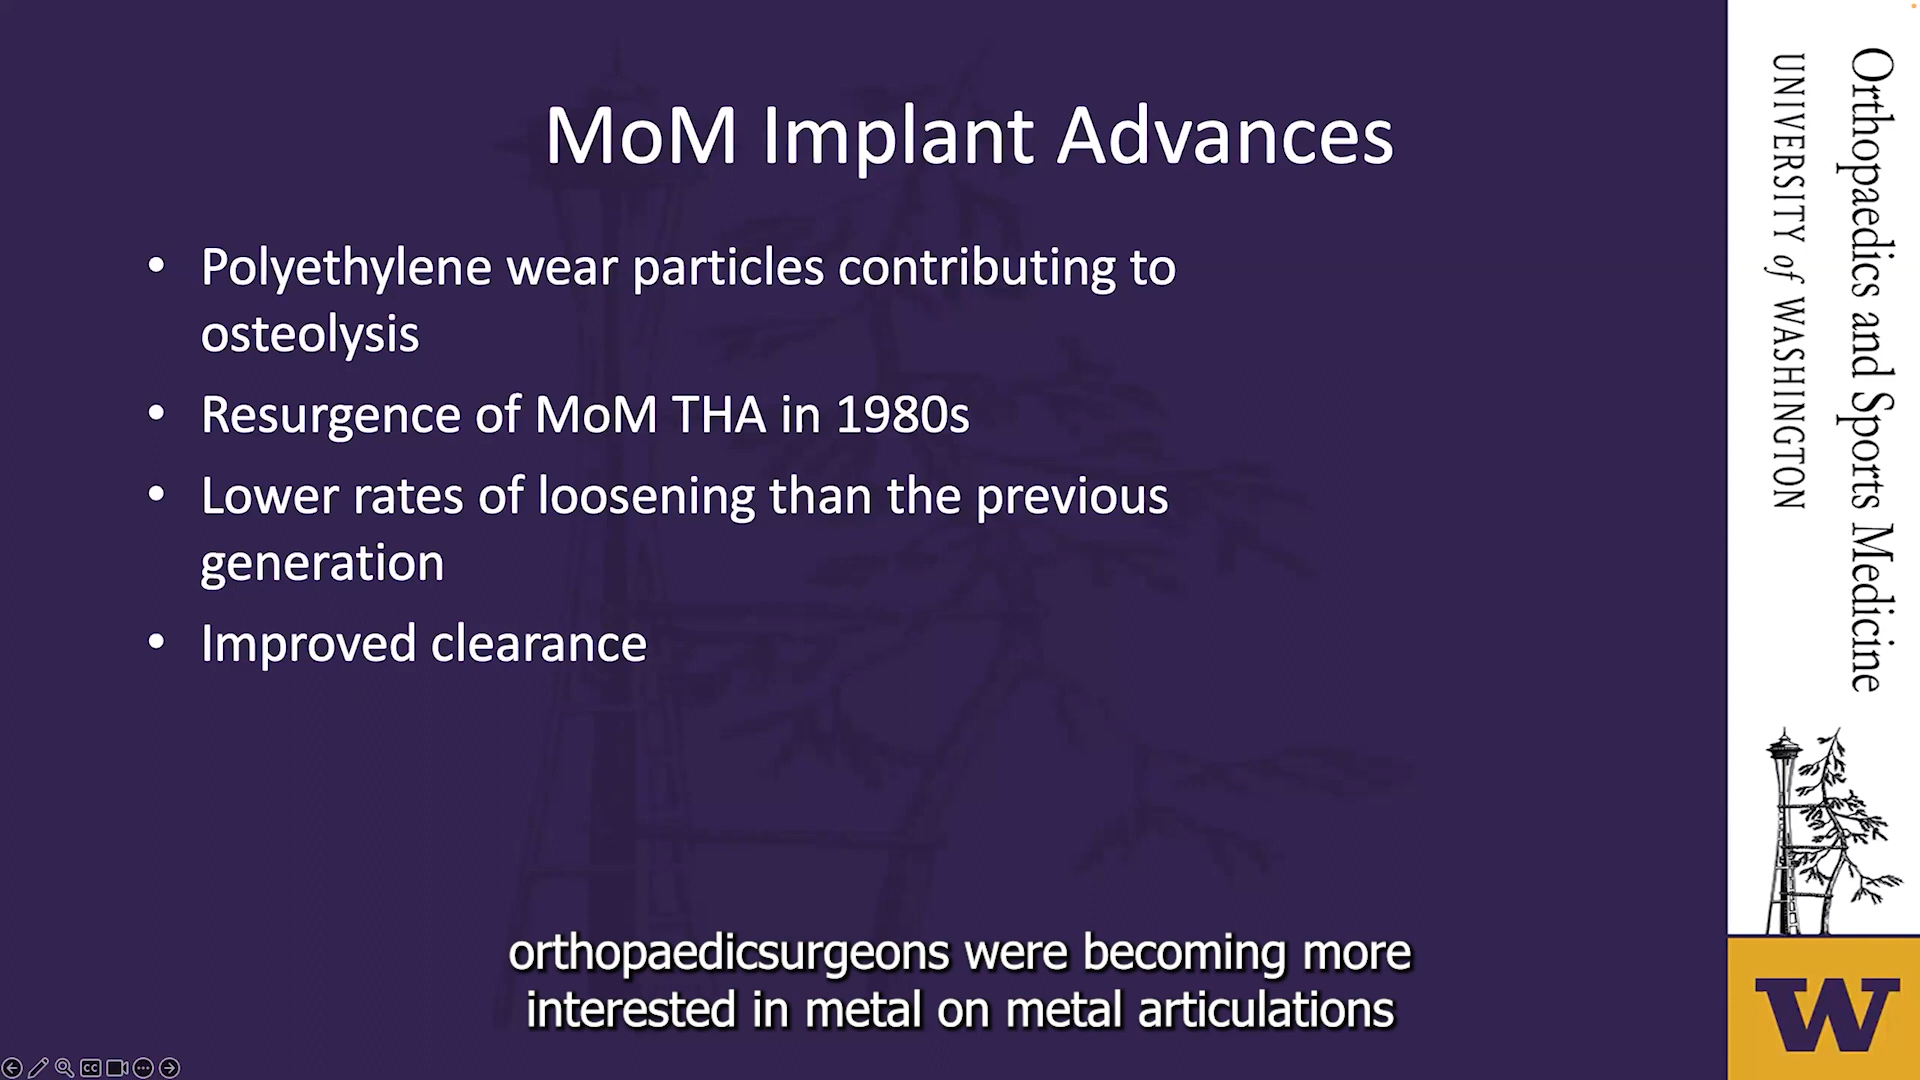 MoM Implant Advances
• Polyethylene wear particles contributing to
osteolysis
• Resurgence of MoM THA in 1980s
• Lower rates of loosening than the previous
generation
• Improved clearance
orthopaedicsurgeons were becoming more
interested in metal on metal articulations
Orthopaedics and Sports Medicine
UNIVERSITY of WASHINGTON
W
CC